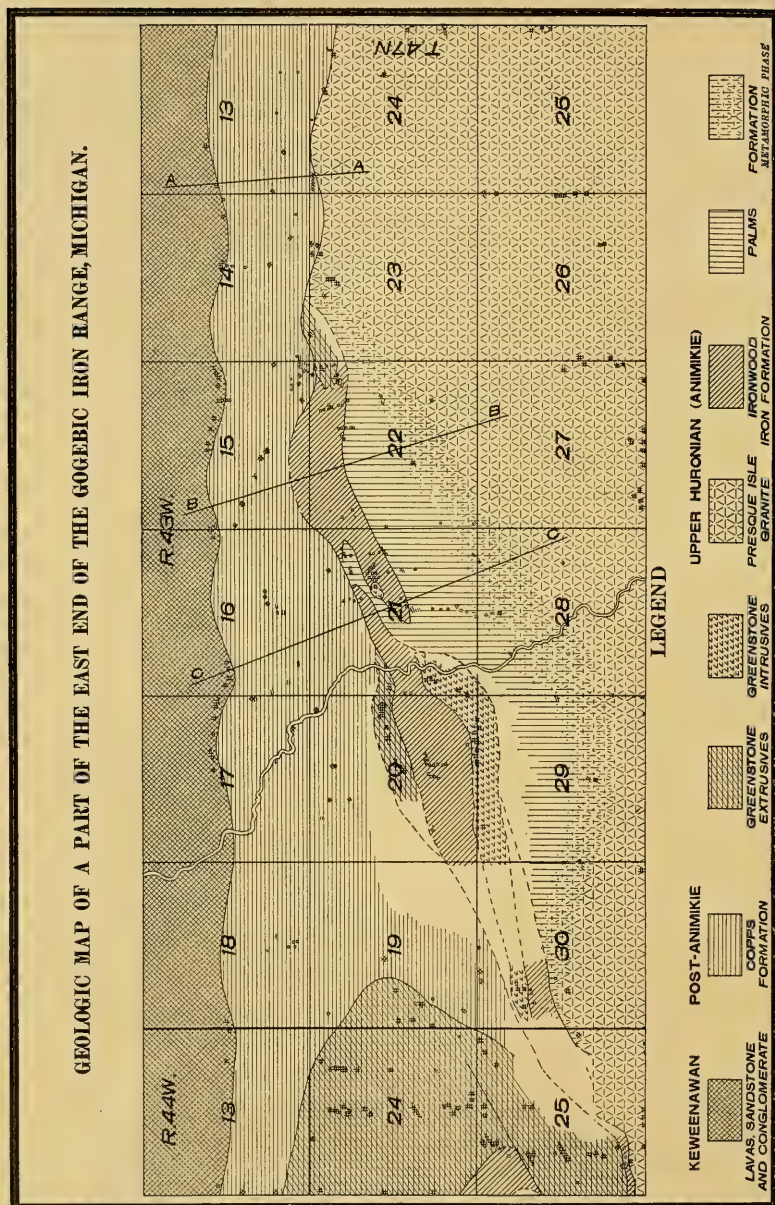 GEOLOGIC MAP OF A PART OF THE EAST END OF THE GOGEBIC IRON RANGE, MICHIGAN.
R.44W.
R.43W.
13
18
17
16
15
14
13
A
B
C
24
19
20
21
22
23
24
T47N
A
B
C
25
30
29
28
27
26
25
LEGEND
KEWEENAWAN
LAVAS, SANDSTONE
AND CONGLOMERATE
POST-ANIMIKIE
COPPS
FORMATION
GREENSTONE
EXTRUSIVES
GREENSTONE
INTRUSIVES
UPPER HURONIAN (ANIMIKIE)
PRESQUE ISLE
GRANITE
IRONWOOD
IRON FORMATION
PALMS
FORMATION
METAMORPHIC PHASE